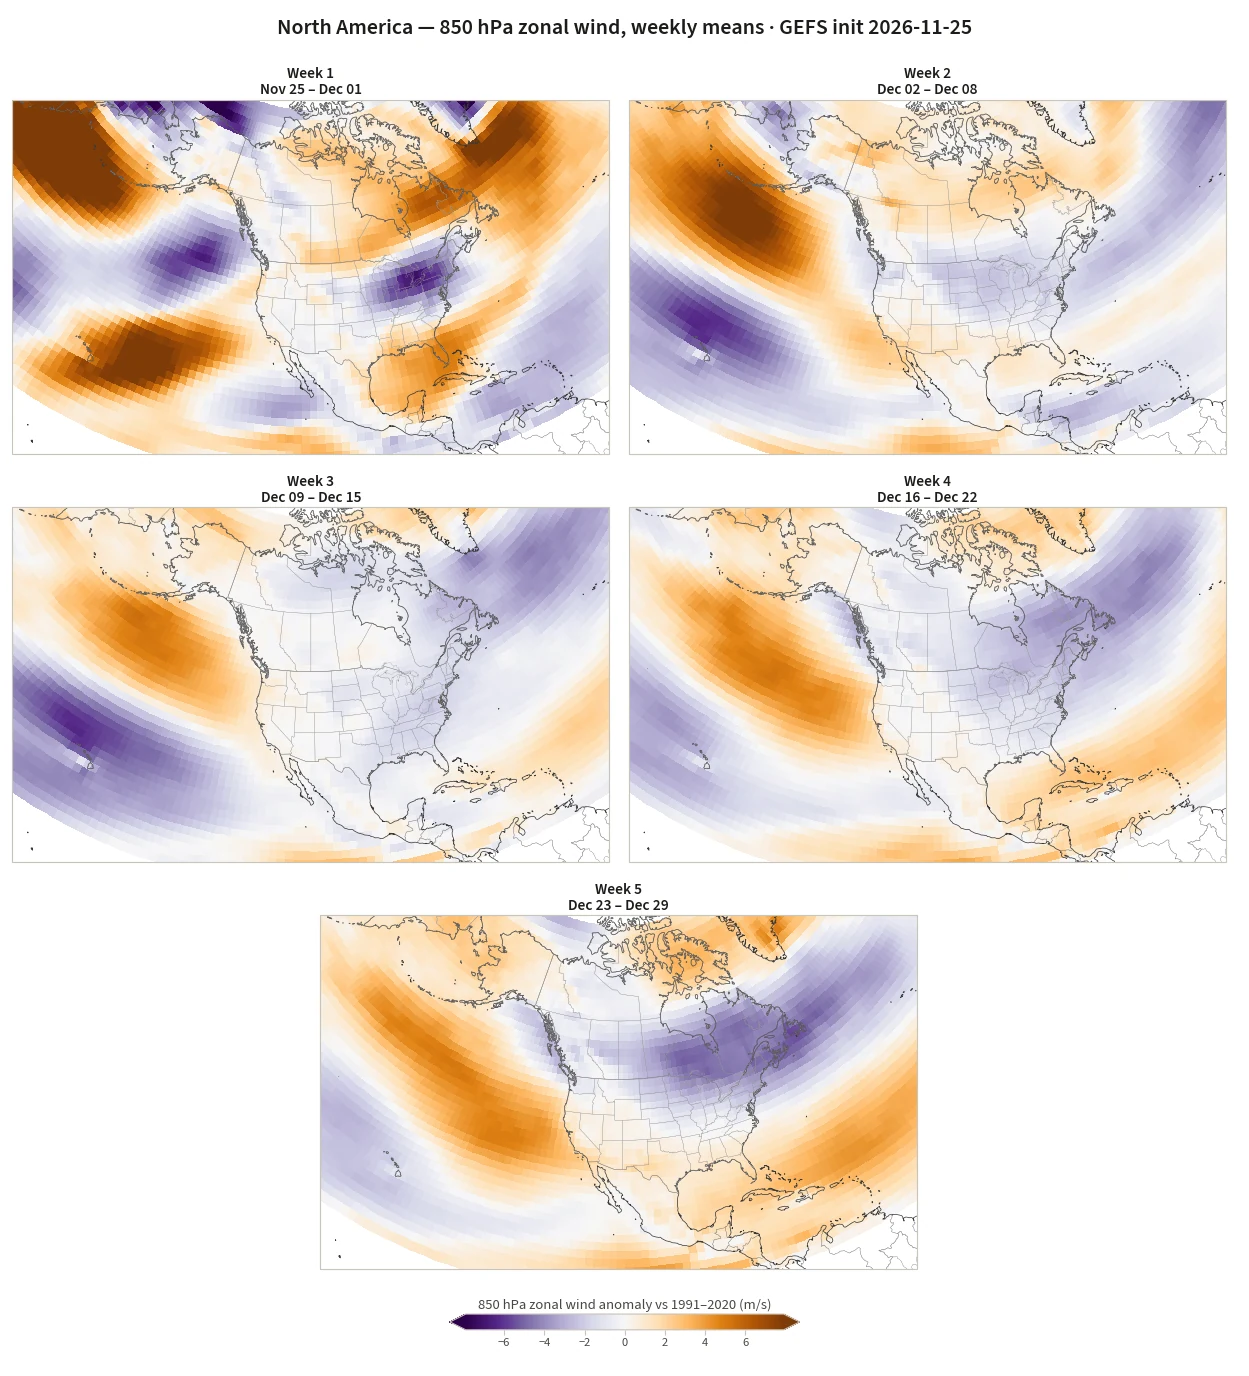 North America — 850 hPa zonal wind, weekly means · GEFS init 2026-11-25
Week 1
Nov 25 – Dec 01
Week 2
Dec 02 – Dec 08
Week 3
Dec 09 – Dec 15
Week 4
Dec 16 – Dec 22
Week 5
Dec 23 – Dec 29
850 hPa zonal wind anomaly vs 1991–2020 (m/s)
−6 −4 −2 0 2 4 6